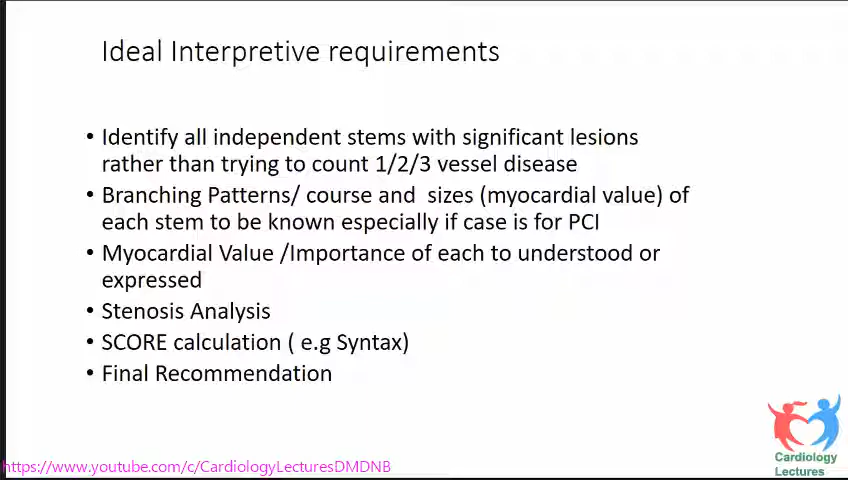 Ideal Interpretive requirements
• Identify all independent stems with significant lesions
rather than trying to count 1/2/3 vessel disease
• Branching Patterns/ course and  sizes (myocardial value) of
each stem to be known especially if case is for PCI
• Myocardial Value /Importance of each to understood or
expressed
• Stenosis Analysis
• SCORE calculation ( e.g Syntax)
• Final Recommendation
Cardiology
Lectures
https://www.youtube.com/c/CardiologyLecturesDMDNB